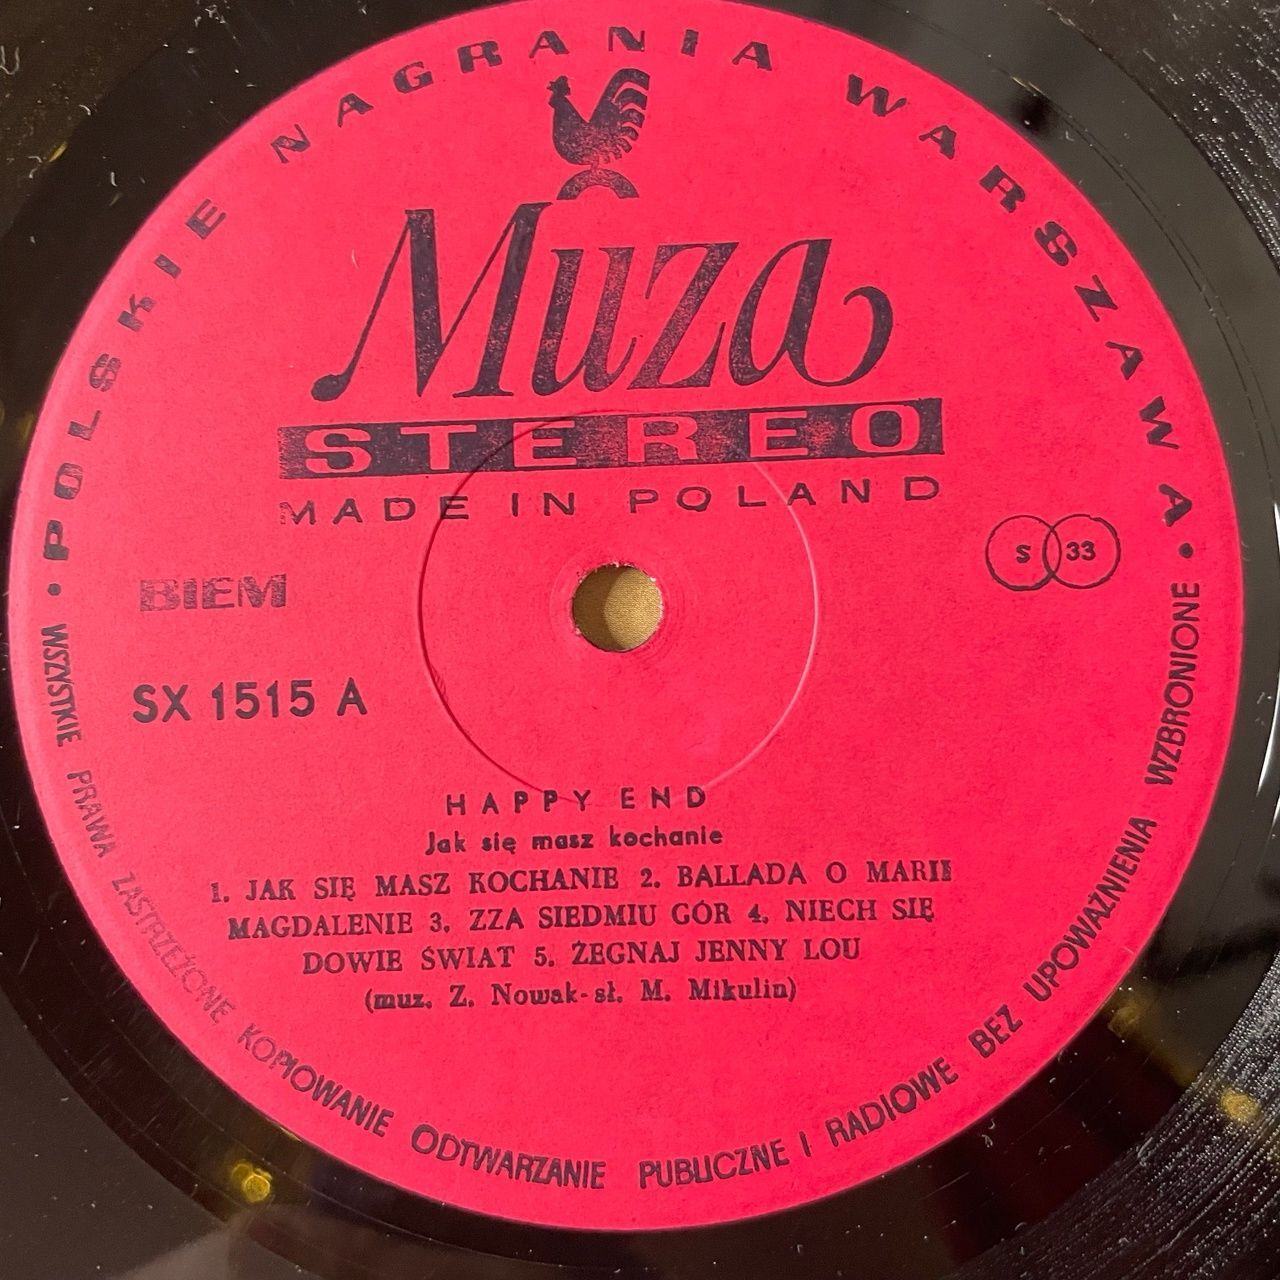 • POLSKIE NAGRANIA WARSZAWA •
Muza
STEREO
MADE IN POLAND
BIEM
S 33
SX 1515 A
HAPPY END
Jak się masz kochanie
1. JAK SIĘ MASZ KOCHANIE 2. BALLADA O MARII
MAGDALENIE 3. ZZA SIEDMIU GÓR 4. NIECH SIĘ
DOWIE ŚWIAT 5. ŻEGNAJ JENNY LOU
(muz. Z. Nowak-sł. M. Mikulin)
WSZYSTKIE PRAWA ZASTRZEŻONE KOPIOWANIE ODTWARZANIE PUBLICZNE I RADIOWE BEZ UPOWAŻNIENIA WZBRONIONE